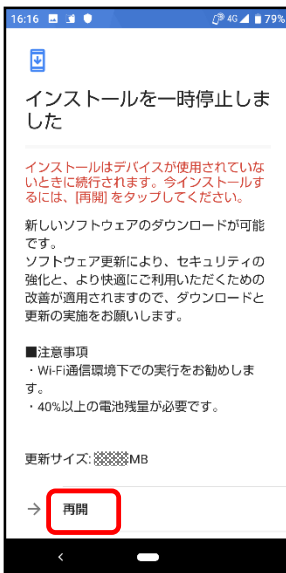 16:16 4G 79%
インストールを一時停止しま
した
インストールはデバイスが使用されていな
いときに続行されます。今インストールす
るには、[再開] をタップしてください。
新しいソフトウェアのダウンロードが可能
です。
ソフトウェア更新により、セキュリティの
強化と、より快適にご利用いただくための
改善が適用されますので、ダウンロードと
更新の実施をお願いします。
■注意事項
・Wi-Fi通信環境下での実行をお勧めしま
す。
・40%以上の電池残量が必要です。
更新サイズ: MB
再開